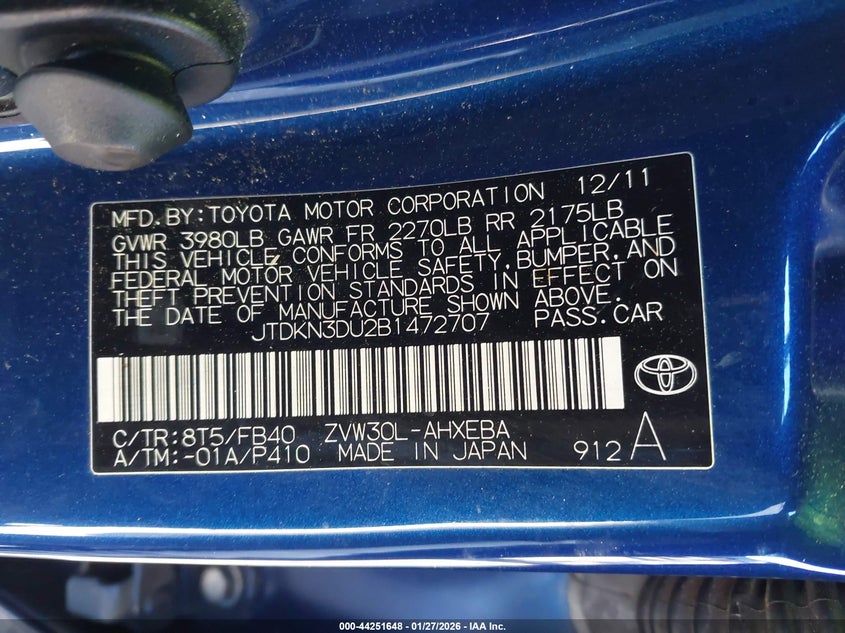 MFD.BY:TOYOTA MOTOR CORPORATION 12/11
GVWR 3980LB GAWR FR 2270LB RR 2175LB
THIS VEHICLE CONFORMS TO ALL APPLICABLE
FEDERAL MOTOR VEHICLE SAFETY,BUMPER,AND
THEFT PREVENTION STANDARDS IN EFFECT ON
THE DATE OF MANUFACTURE SHOWN ABOVE.
JTDKN3DU2B1472707 PASS.CAR
C/TR:8T5/FB40 ZVW30L-AHXEBA
A/TM:-01A/P410 MADE IN JAPAN 912 A
000-44251648 - 01/27/2026 - © IAA, Inc.